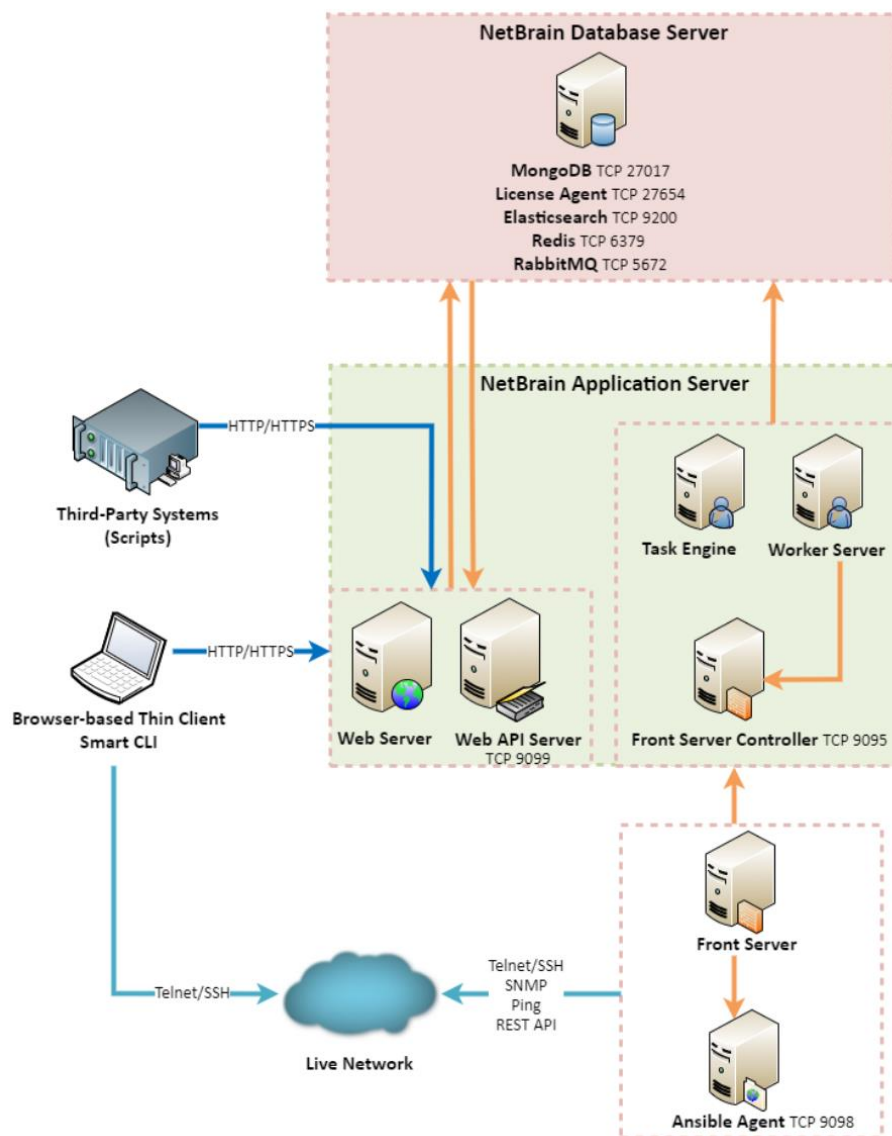 NetBrain Database Server
MongoDB TCP 27017
License Agent TCP 27654
Elasticsearch TCP 9200
Redis TCP 6379
RabbitMQ TCP 5672
NetBrain Application Server
HTTP/HTTPS
Third-Party Systems
(Scripts)
Task Engine
Worker Server
HTTP/HTTPS
Browser-based Thin Client
Smart CLI
Web Server
Web API Server
TCP 9099
Front Server Controller TCP 9095
Front Server
Telnet/SSH
Telnet/SSH
SNMP
Ping
REST API
Live Network
Ansible Agent TCP 9098